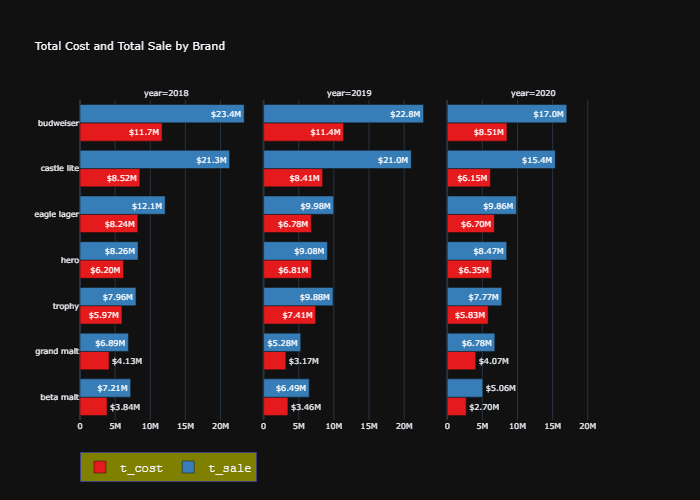 Total Cost and Total Sale by Brand
year=2018 year=2019 year=2020
budweiser $23.4M $22.8M $17.0M
$11.7M $11.4M $8.51M
castle lite $21.3M $21.0M $15.4M
$8.52M $8.41M $6.15M
eagle lager $12.1M $9.98M $9.86M
$8.24M $6.78M $6.70M
hero $8.26M $9.08M $8.47M
$6.20M $6.81M $6.35M
trophy $7.96M $9.88M $7.77M
$5.97M $7.41M $5.83M
grand malt $6.89M $5.28M $6.78M
$4.13M $3.17M $4.07M
beta malt $7.21M $6.49M $5.06M
$3.84M $3.46M $2.70M
0 5M 10M 15M 20M 0 5M 10M 15M 20M 0 5M 10M 15M 20M
t_cost t_sale